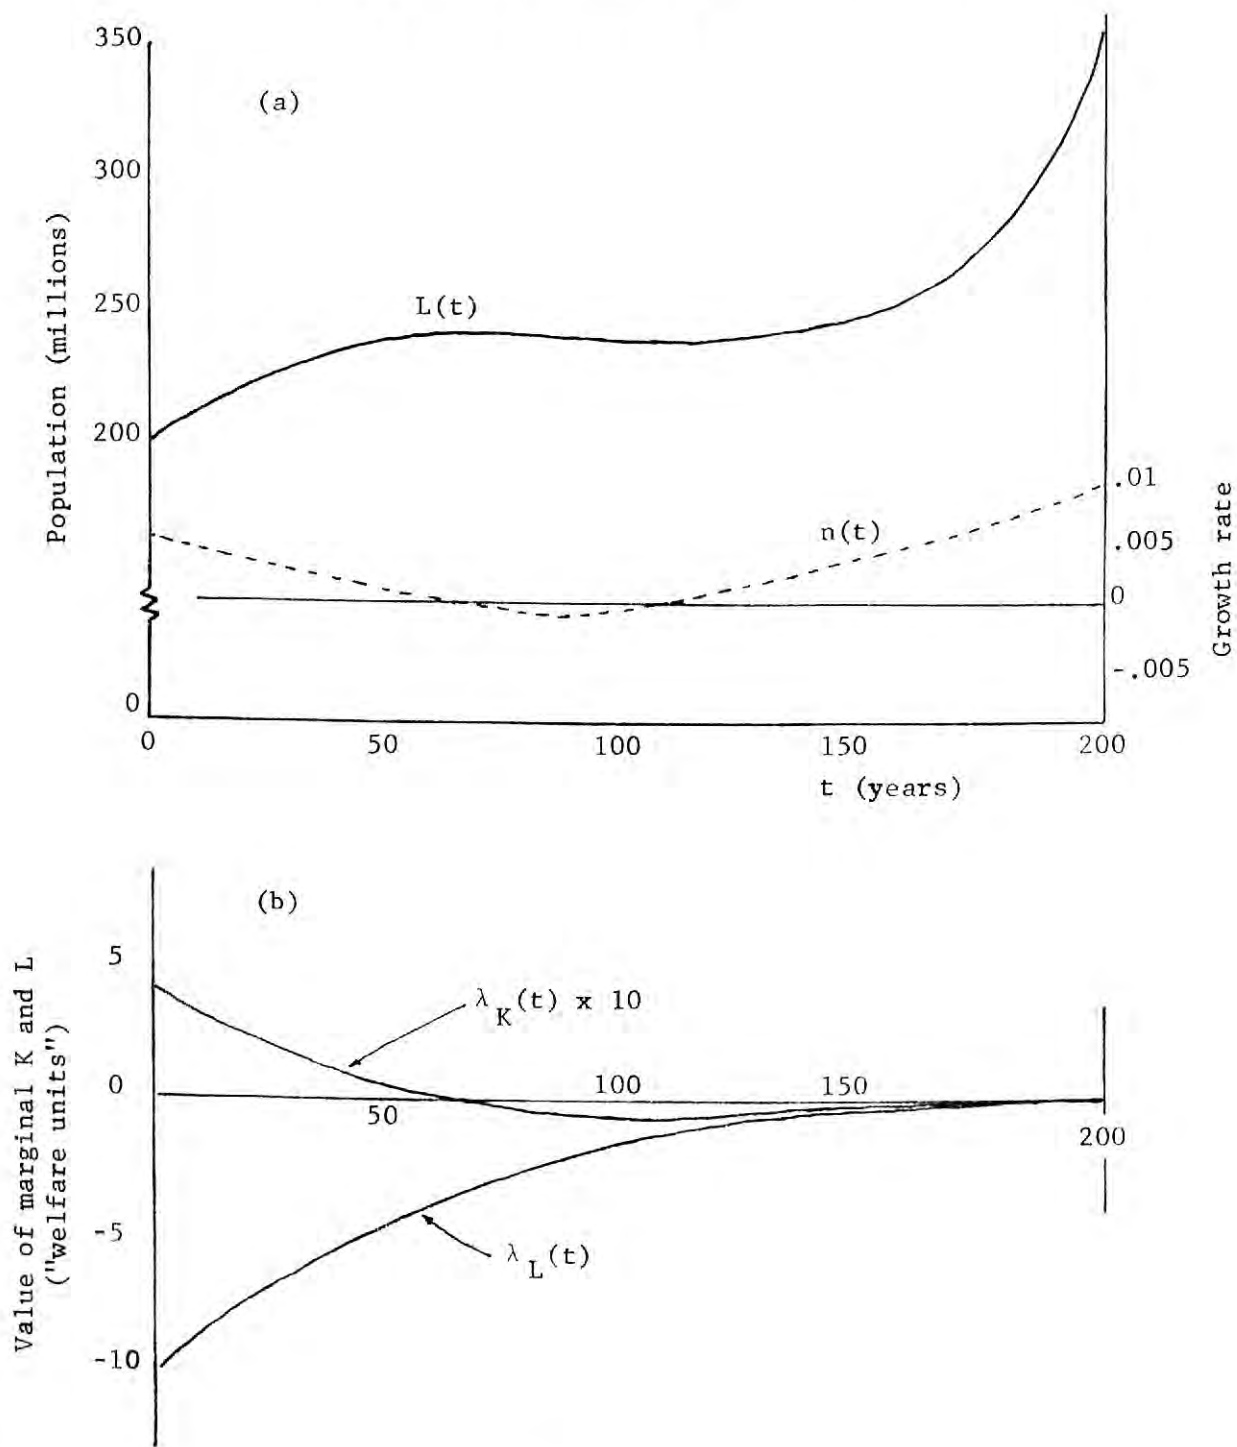 350
(a)
300
250
L(t)
200
Population (millions)
.01
n(t)
.005
0
-.005
Growth rate
0
0
50
100
150
200
t (years)
(b)
5
λK(t) x 10
0
50
100
150
200
-5
λL(t)
-10
Value of marginal K and L
("welfare units")